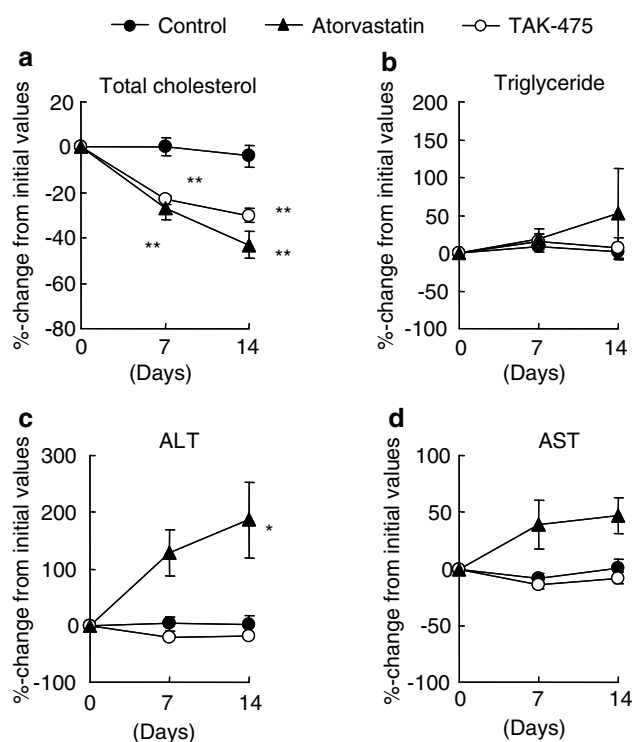 Control Atorvastatin TAK-475
a
Total cholesterol
%-change from initial values
20
0
-20
-40
-60
-80
**
**
**
**
0 7 14
(Days)
b
Triglyceride
%-change from initial values
200
150
100
50
0
-50
-100
0 7 14
(Days)
c
ALT
%-change from initial values
300
200
100
0
-100
*
0 7 14
(Days)
d
AST
%-change from initial values
100
50
0
-50
-100
0 7 14
(Days)